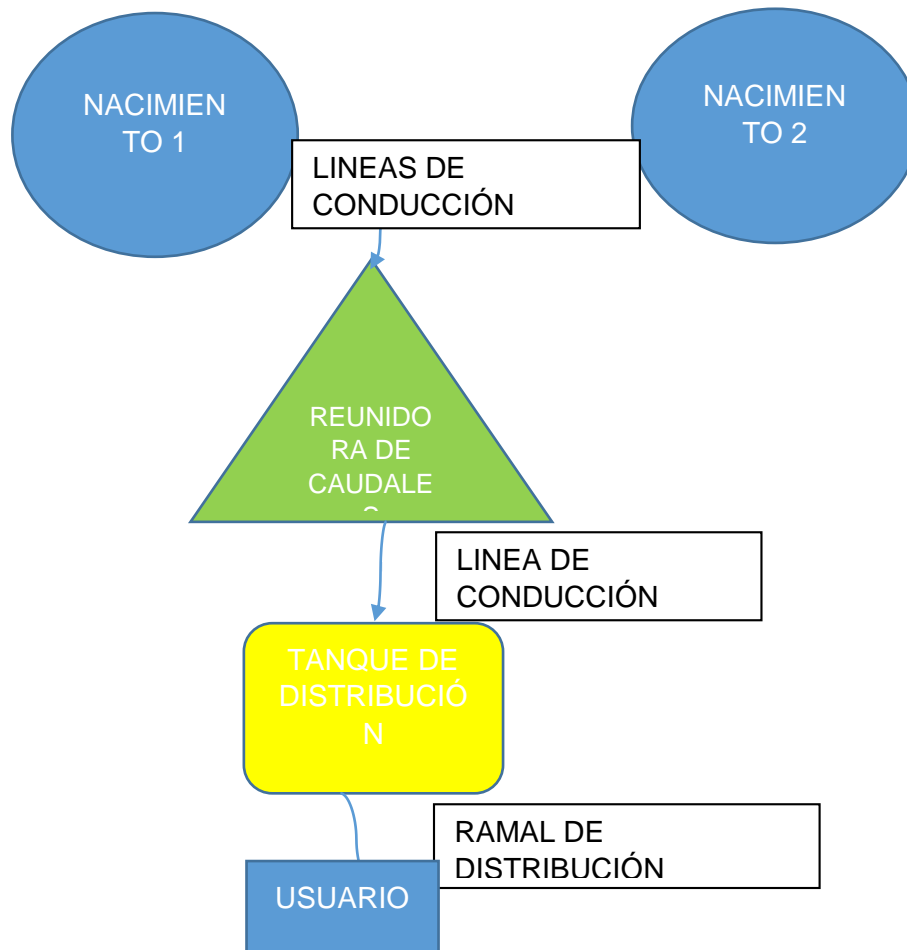 NACIMIEN
TO 1
NACIMIEN
TO 2
LINEAS DE
CONDUCCIÓN
REUNIDO
RA DE
CAUDALE
LINEA DE
CONDUCCIÓN
TANQUE DE
DISTRIBUCIÓ
N
RAMAL DE
DISTRIBUCIÓN
USUARIO